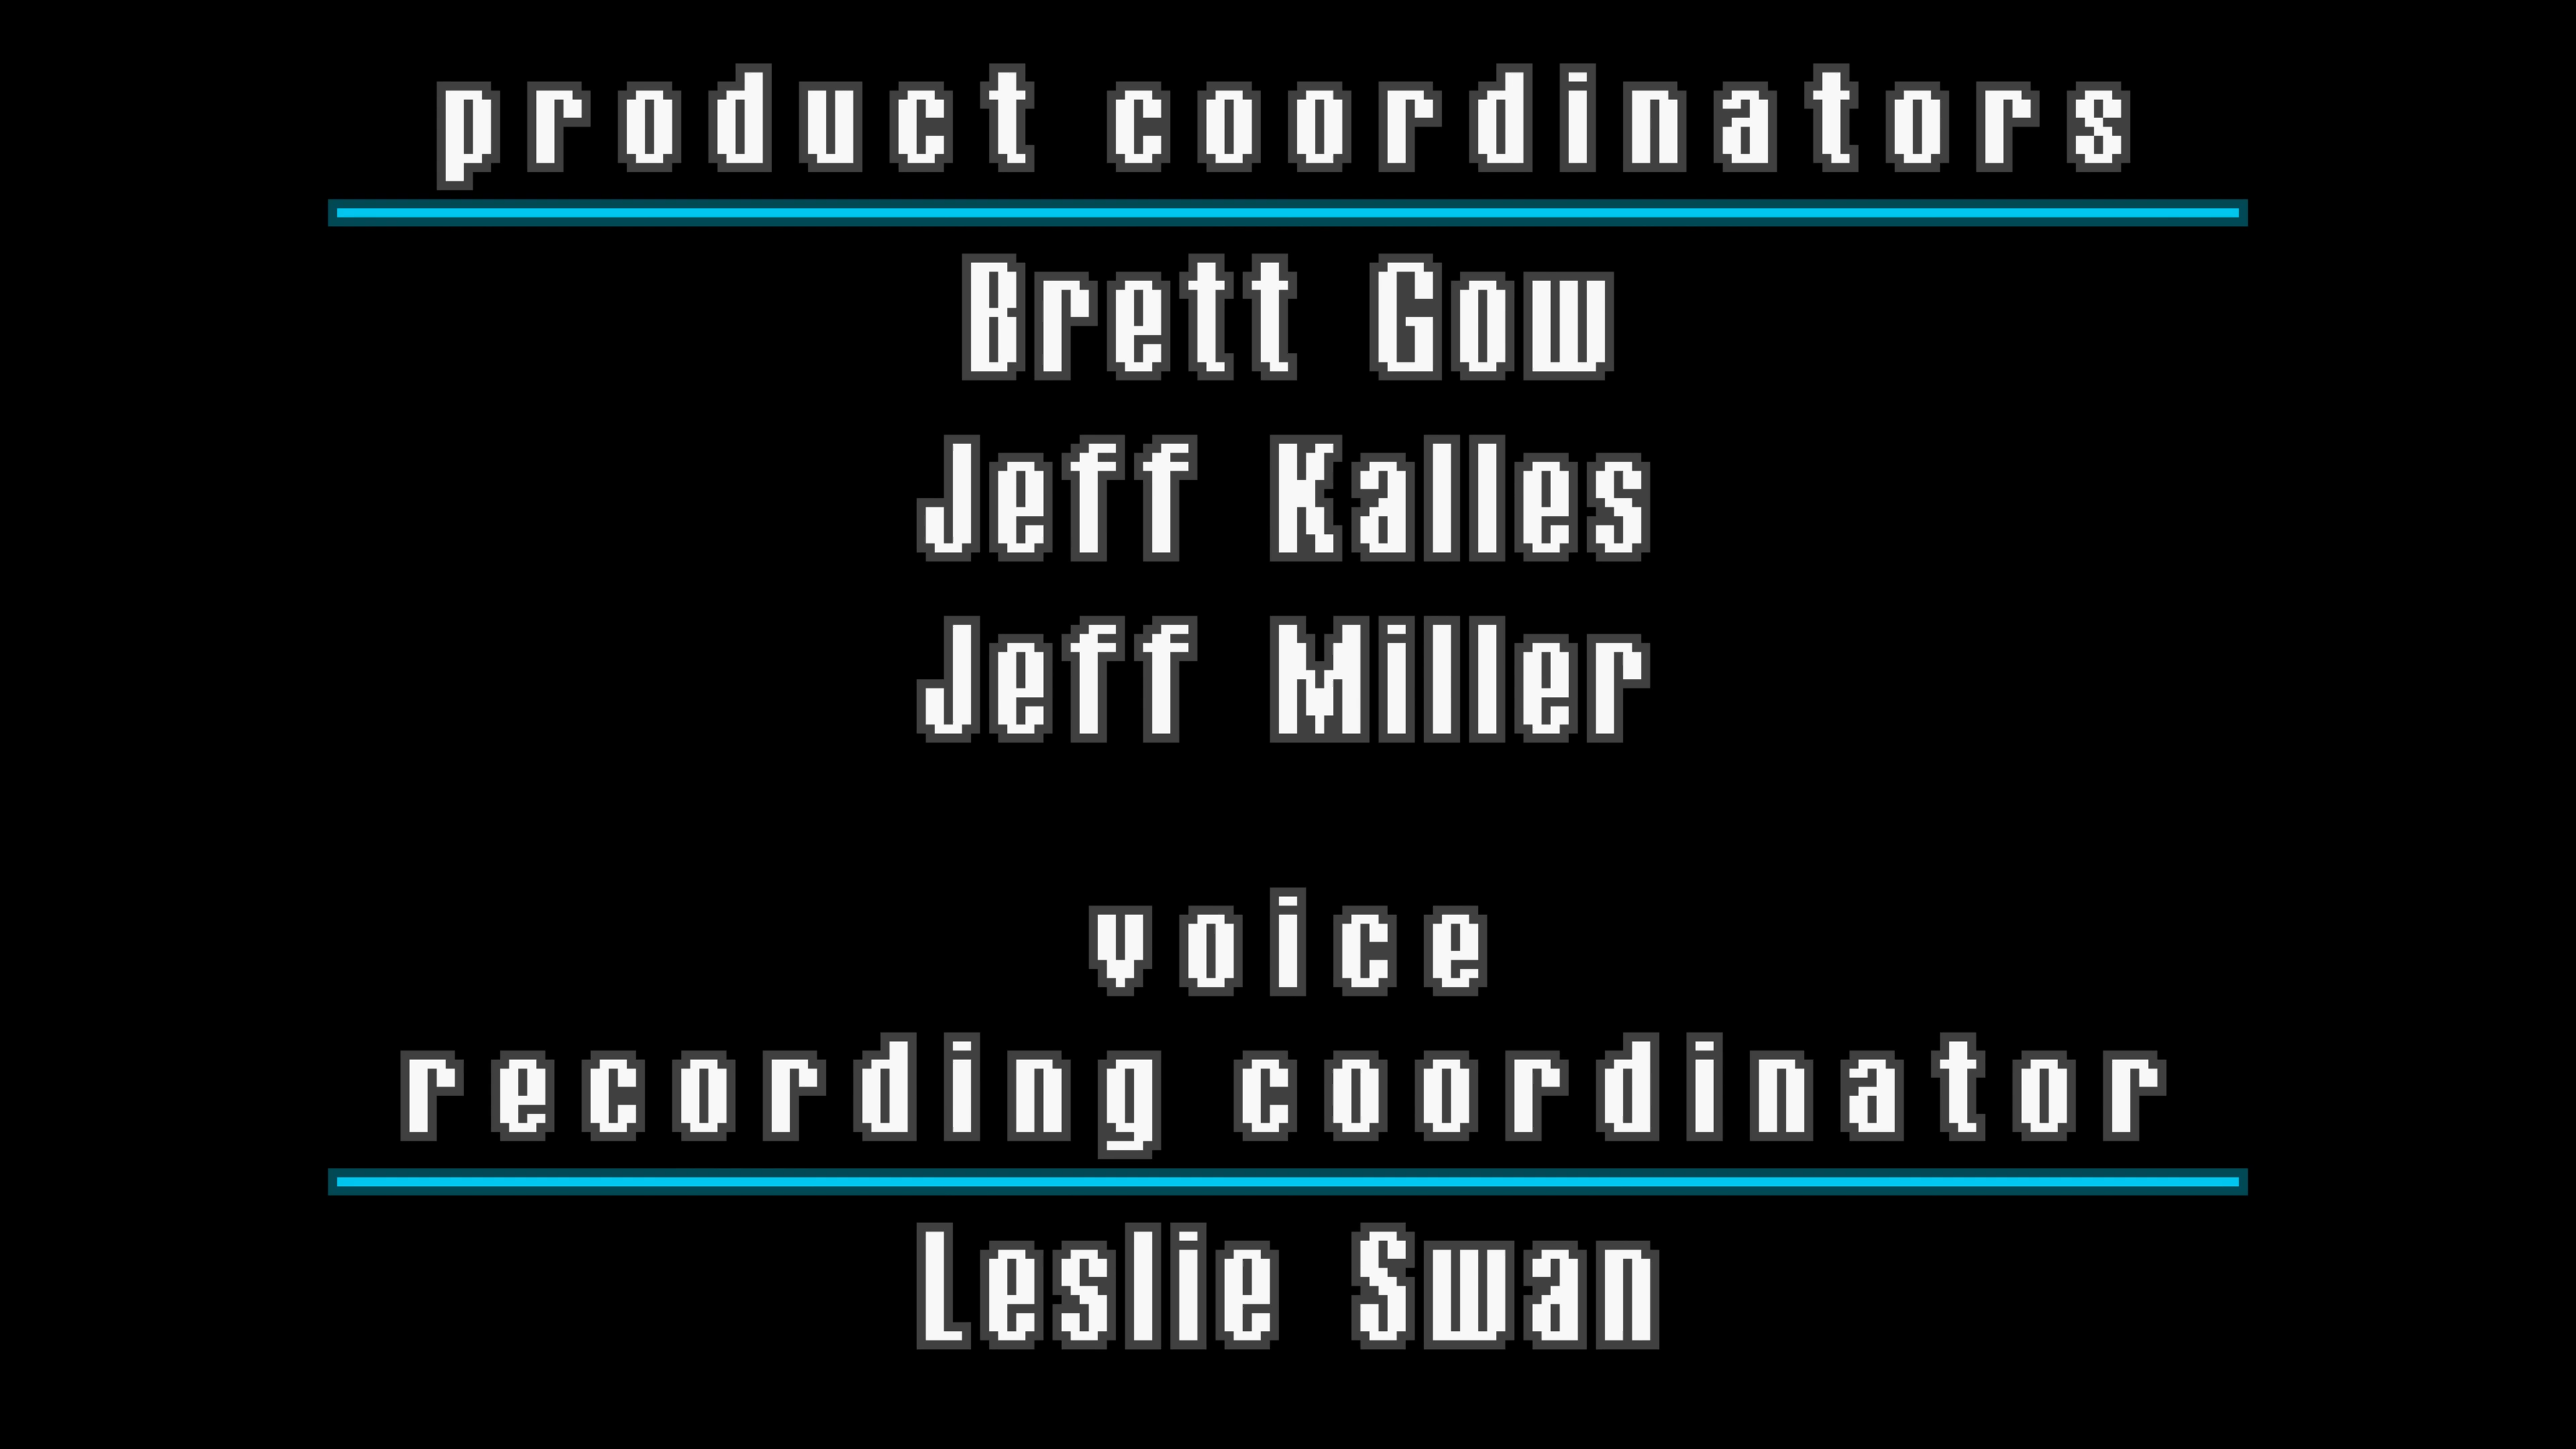 product coordinators
Brett Gow
Jeff Kalles
Jeff Miller
voice
recording coordinator
Leslie Swan